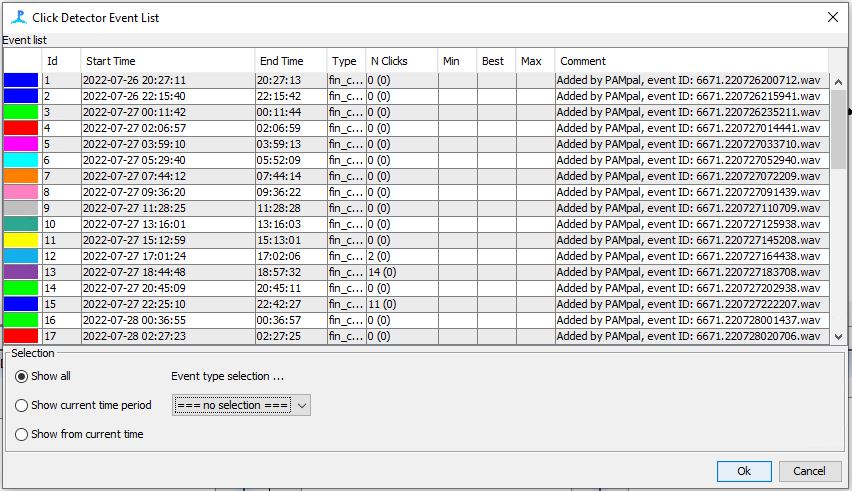 Click Detector Event List
Event list
Id Start Time End Time Type N Clicks Min Best Max Comment
1 2022-07-26 20:27:11 20:27:13 fin_c... 0 (0) Added by PAMpal, event ID: 6671.220726200712.wav
2 2022-07-26 22:15:40 22:15:42 fin_c... 0 (0) Added by PAMpal, event ID: 6671.220726215941.wav
3 2022-07-27 00:11:42 00:11:44 fin_c... 0 (0) Added by PAMpal, event ID: 6671.220726235211.wav
4 2022-07-27 02:06:57 02:06:59 fin_c... 0 (0) Added by PAMpal, event ID: 6671.220727014441.wav
5 2022-07-27 03:59:10 03:59:13 fin_c... 0 (0) Added by PAMpal, event ID: 6671.220727033710.wav
6 2022-07-27 05:29:40 05:52:09 fin_c... 0 (0) Added by PAMpal, event ID: 6671.220727052940.wav
7 2022-07-27 07:44:12 07:44:14 fin_c... 0 (0) Added by PAMpal, event ID: 6671.220727072209.wav
8 2022-07-27 09:36:20 09:36:22 fin_c... 0 (0) Added by PAMpal, event ID: 6671.220727091439.wav
9 2022-07-27 11:28:25 11:28:28 fin_c... 0 (0) Added by PAMpal, event ID: 6671.220727110709.wav
10 2022-07-27 13:16:01 13:16:03 fin_c... 0 (0) Added by PAMpal, event ID: 6671.220727125938.wav
11 2022-07-27 15:12:59 15:13:01 fin_c... 0 (0) Added by PAMpal, event ID: 6671.220727145208.wav
12 2022-07-27 17:01:24 17:02:06 fin_c... 2 (0) Added by PAMpal, event ID: 6671.220727164438.wav
13 2022-07-27 18:44:48 18:57:32 fin_c... 14 (0) Added by PAMpal, event ID: 6671.220727183708.wav
14 2022-07-27 20:45:09 20:45:11 fin_c... 0 (0) Added by PAMpal, event ID: 6671.220727202938.wav
15 2022-07-27 22:25:10 22:42:27 fin_c... 11 (0) Added by PAMpal, event ID: 6671.220727222207.wav
16 2022-07-28 00:36:55 00:36:57 fin_c... 0 (0) Added by PAMpal, event ID: 6671.220728001437.wav
17 2022-07-28 02:27:23 02:27:25 fin_c... 0 (0) Added by PAMpal, event ID: 6671.220728020706.wav
Selection
Show all Event type selection ...
Show current time period === no selection ===
Show from current time
Ok Cancel